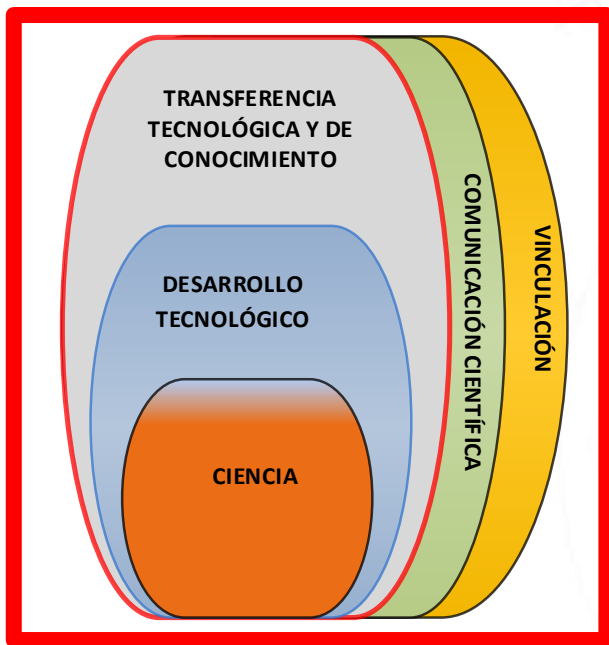 TRANSFERENCIA
TECNOLÓGICA Y DE
CONOCIMIENTO
DESARROLLO
TECNOLÓGICO
CIENCIA
COMUNICACIÓN CIENTÍFICA
VINCULACIÓN